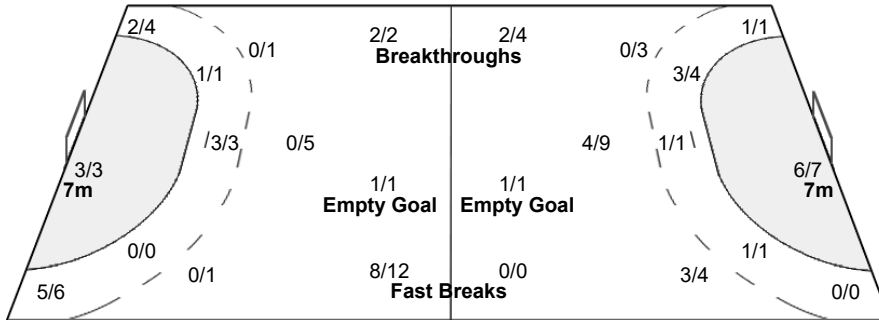 2/4 2/2 2/4 1/1
0/1 0/3
Breakthroughs
1/1 3/4
3/3 0/5 4/9 1/1
3/3 6/7
7m 7m
1/1 1/1
Empty Goal Empty Goal
0/0 1/1
0/1 8/12 0/0 3/4
5/6 Fast Breaks 0/0